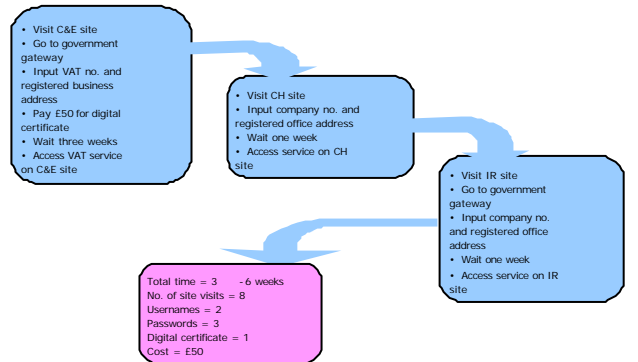 • Visit C&E site
• Go to government
gateway
• Input VAT no. and
registered business
address
• Pay £50 for digital
certificate
• Wait three weeks
• Access VAT service
on C&E site
• Visit CH site
• Input company no. and
registered office address
• Wait one week
• Access service on CH
site
• Visit IR site
• Go to government
gateway
• Input company no.
and registered office
address
• Wait one week
• Access service on IR
site
Total time = 3 - 6 weeks
No. of site visits = 8
Usernames = 2
Passwords = 3
Digital certificate = 1
Cost = £50